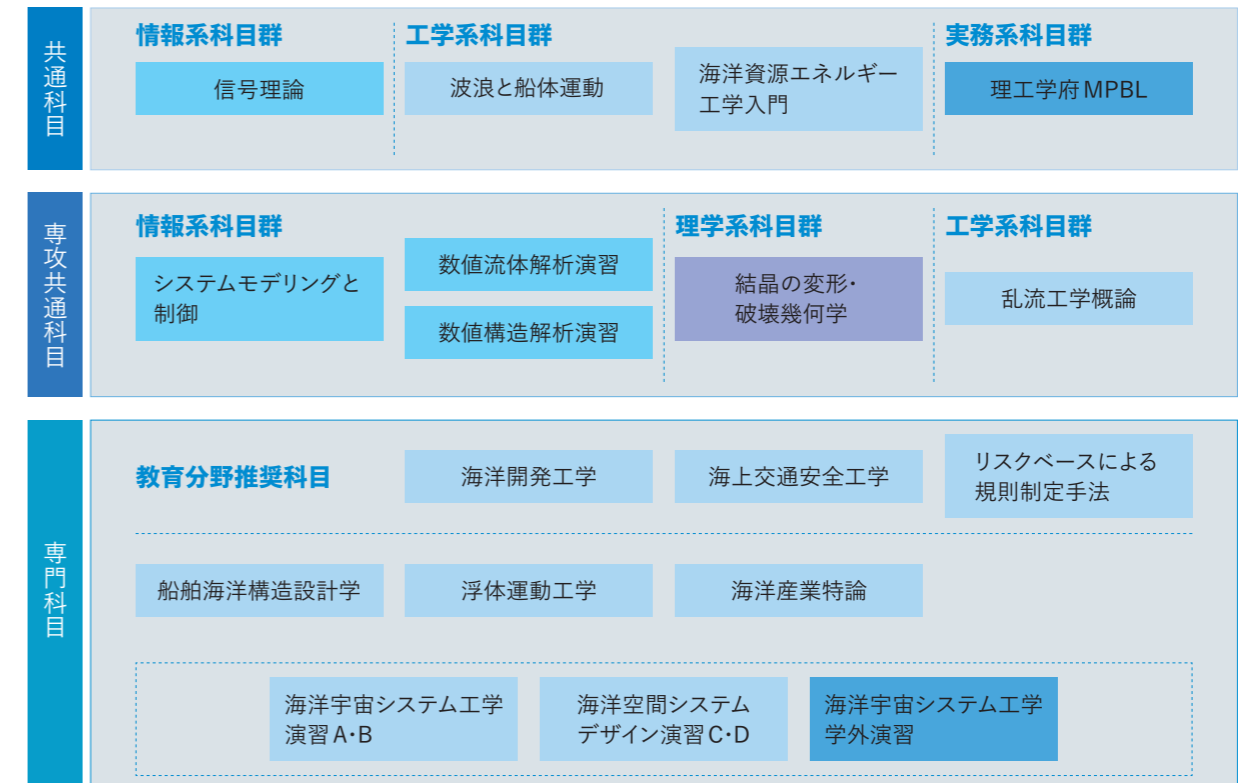 共通科目
情報系科目群
工学系科目群
実務系科目群
信号理論
波浪と船体運動
海洋資源エネルギー
工学入門
理工学府MPBL
専攻共通科目
情報系科目群
理学系科目群
工学系科目群
システムモデリングと
制御
数値流体解析演習
数値構造解析演習
結晶の変形・
破壊幾何学
乱流工学概論
専門科目
教育分野推奨科目
海洋開発工学
海上交通安全工学
リスクベースによる
規則制定手法
船舶海洋構造設計学
浮体運動工学
海洋産業特論
海洋宇宙システム工学
演習A・B
海洋空間システム
デザイン演習C・D
海洋宇宙システム工学
学外演習